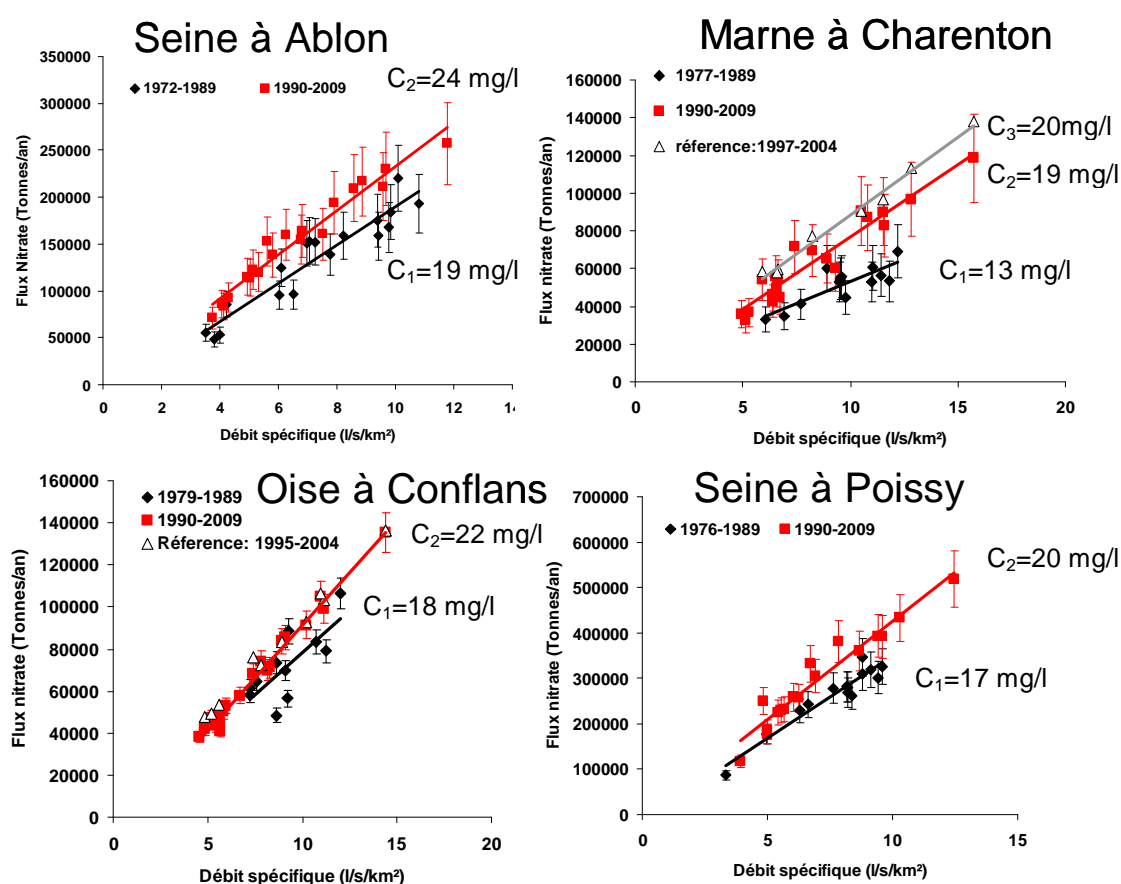 Seine à Ablon
Flux Nitrate (Tonnes/an)
350000
300000
250000
200000
150000
100000
50000
0
1972-1989
1990-2009
C₂=24 mg/l
C₁=19 mg/l
0 2 4 6 8 10 12
Débit spécifique (l/s/km²)
Marne à Charenton
Flux nitrate (Tonnes/an)
160000
140000
120000
100000
80000
60000
40000
20000
0
1977-1989
1990-2009
réference:1997-2004
C₃=20mg/l
C₂=19 mg/l
C₁=13 mg/l
0 5 10 15 20
Débit spécifique (l/s/km²)
Oise à Conflans
Flux nitrate (Tonnes/an)
160000
140000
120000
100000
80000
60000
40000
20000
0
1979-1989
1990-2009
Réference: 1995-2004
C₂=22 mg/l
C₁=18 mg/l
0 5 10 15 20
Débit spécifique (l/s/km²)
Seine à Poissy
Flux nitrate (Tonnes/an)
700000
600000
500000
400000
300000
200000
100000
0
1976-1989
1990-2009
C₂=20 mg/l
C₁=17 mg/l
0 5 10 15
Débit spécifique (l/s/km²)